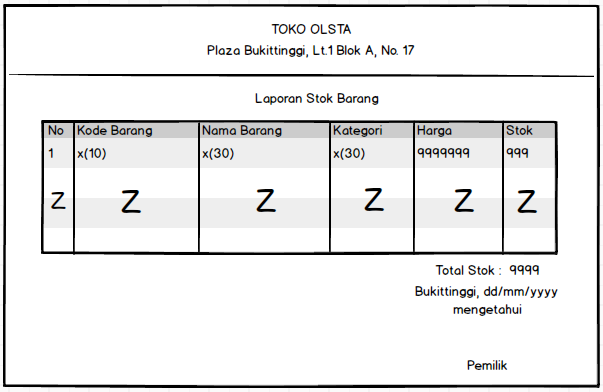 TOKO OLSTA
Plaza Bukittinggi, Lt.1 Blok A, No. 17
Laporan Stok Barang
No Kode Barang Nama Barang Kategori Harga Stok
1 x(10) x(30) x(30) 9999999 999
Z Z Z Z Z Z
Total Stok : 9999
Bukittinggi, dd/mm/yyyy
mengetahui
Pemilik